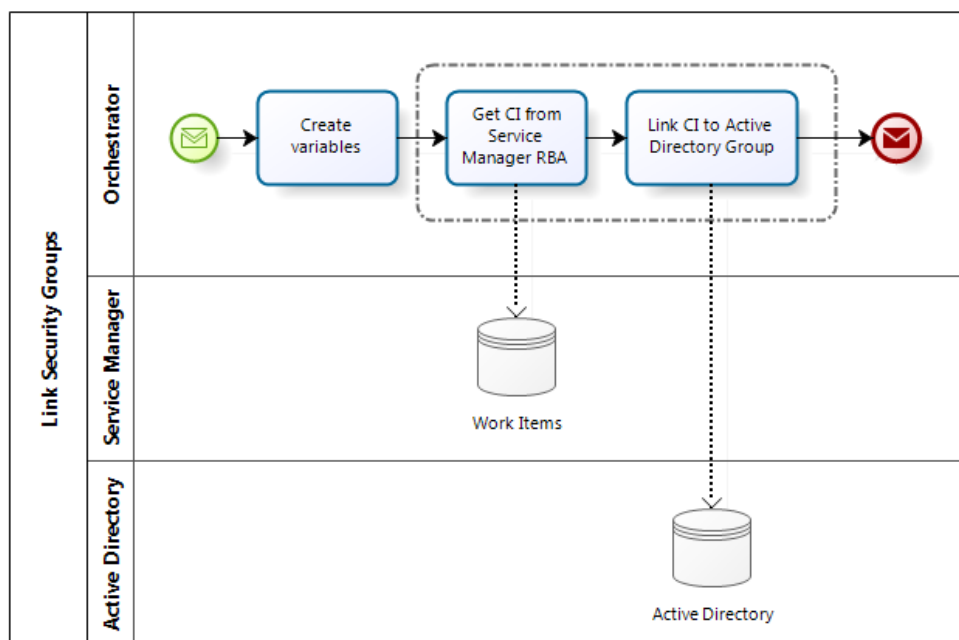 Link Security Groups
Orchestrator
Create
variables
Get CI from
Service
Manager RBA
Link CI to Active
Directory Group
Service Manager
Work Items
Active Directory
Active Directory